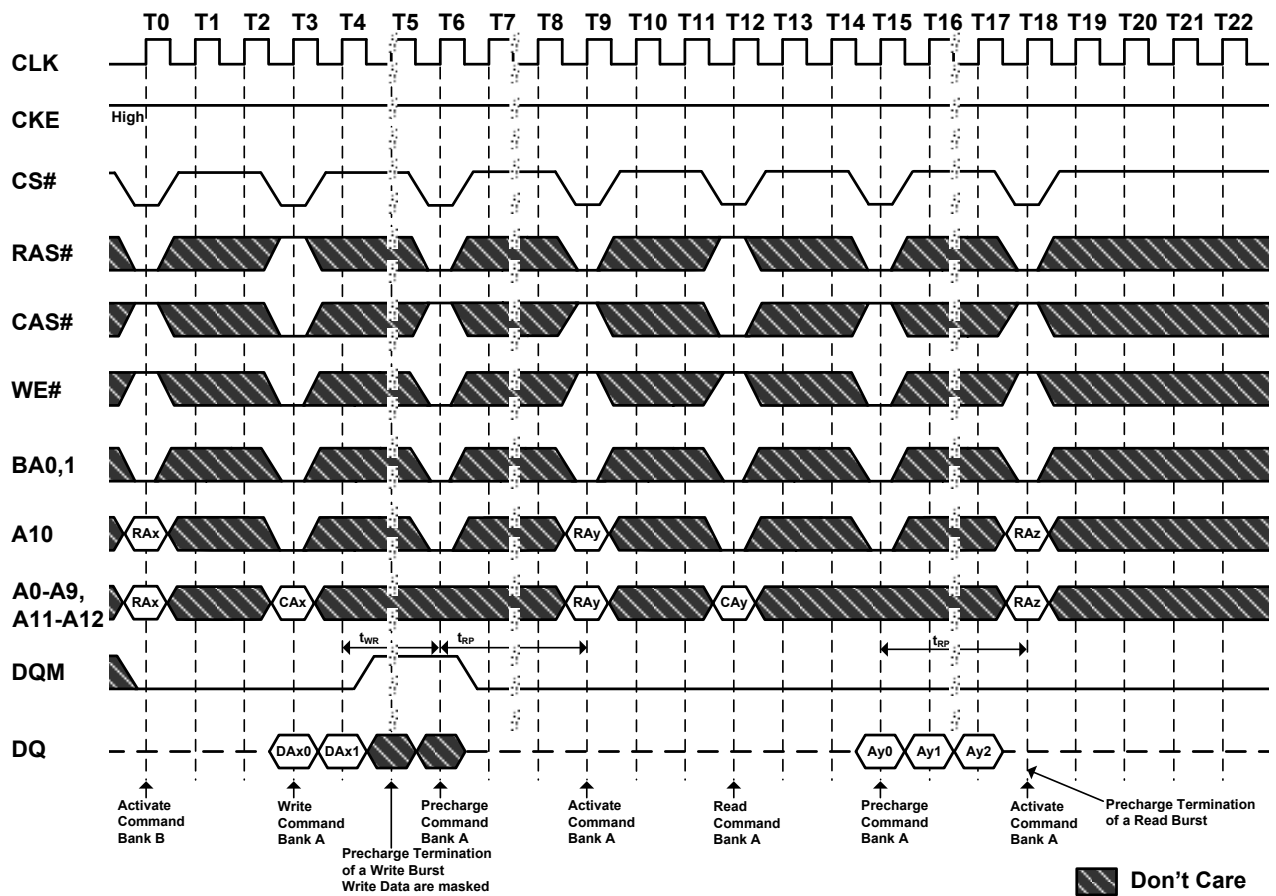 T0 T1 T2 T3 T4 T5 T6 T7 T8 T9 T10 T11 T12 T13 T14 T15 T16 T17 T18 T19 T20 T21 T22
CLK
CKE
High
CS#
RAS#
CAS#
WE#
BA0,1
A10
RAx RAy RAz
A0-A9,
A11-A12
RAx CAx RAy CAy RAz
tWR tRP tRP
DQM
DQ
DAx0 DAx1 Ay0 Ay1 Ay2
Activate
Command
Bank B
Write
Command
Bank A
Precharge Termination
of a Write Burst
Write Data are masked
Precharge
Command
Bank A
Activate
Command
Bank A
Read
Command
Bank A
Precharge
Command
Bank A
Activate
Command
Bank A
Precharge Termination
of a Read Burst
Don't Care